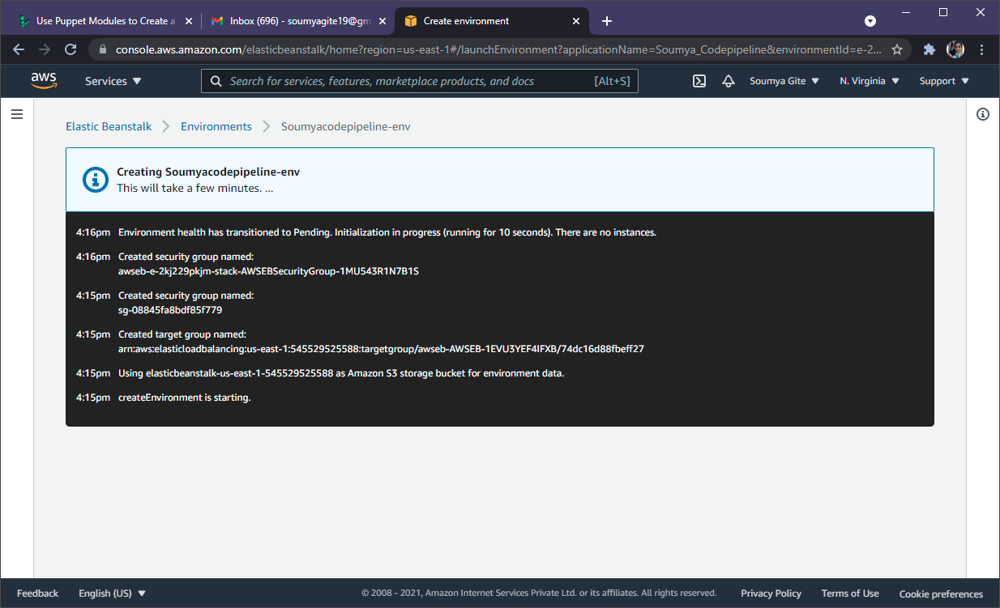 Use Puppet Modules to Create a
Inbox (696) - soumyagite19@gm
Create environment
console.aws.amazon.com/elasticbeanstalk/home?region=us-east-1#/launchEnvironment?applicationName=Soumya_Codepipeline&environmentId=e-2...
aws
Services
Search for services, features, marketplace products, and docs
[Alt+S]
Soumya Gite
N. Virginia
Support
Elastic Beanstalk
Environments
Soumyacodepipeline-env
Creating Soumyacodepipeline-env
This will take a few minutes. ...
4:16pm Environment health has transitioned to Pending. Initialization in progress (running for 10 seconds). There are no instances.
4:16pm Created security group named:
awseb-e-2kj229pkjm-stack-AWSEBSecurityGroup-1MU543R1N7B1S
4:15pm Created security group named:
sg-08845fa8bdf85f779
4:15pm Created target group named:
arn:aws:elasticloadbalancing:us-east-1:545529525588:targetgroup/awseb-AWSEB-1EVU3YEF4IFXB/74dc16d88fbeff27
4:15pm Using elasticbeanstalk-us-east-1-545529525588 as Amazon S3 storage bucket for environment data.
4:15pm createEnvironment is starting.
Feedback
English (US)
© 2008 - 2021, Amazon Internet Services Private Ltd. or its affiliates. All rights reserved.
Privacy Policy
Terms of Use
Cookie preferences